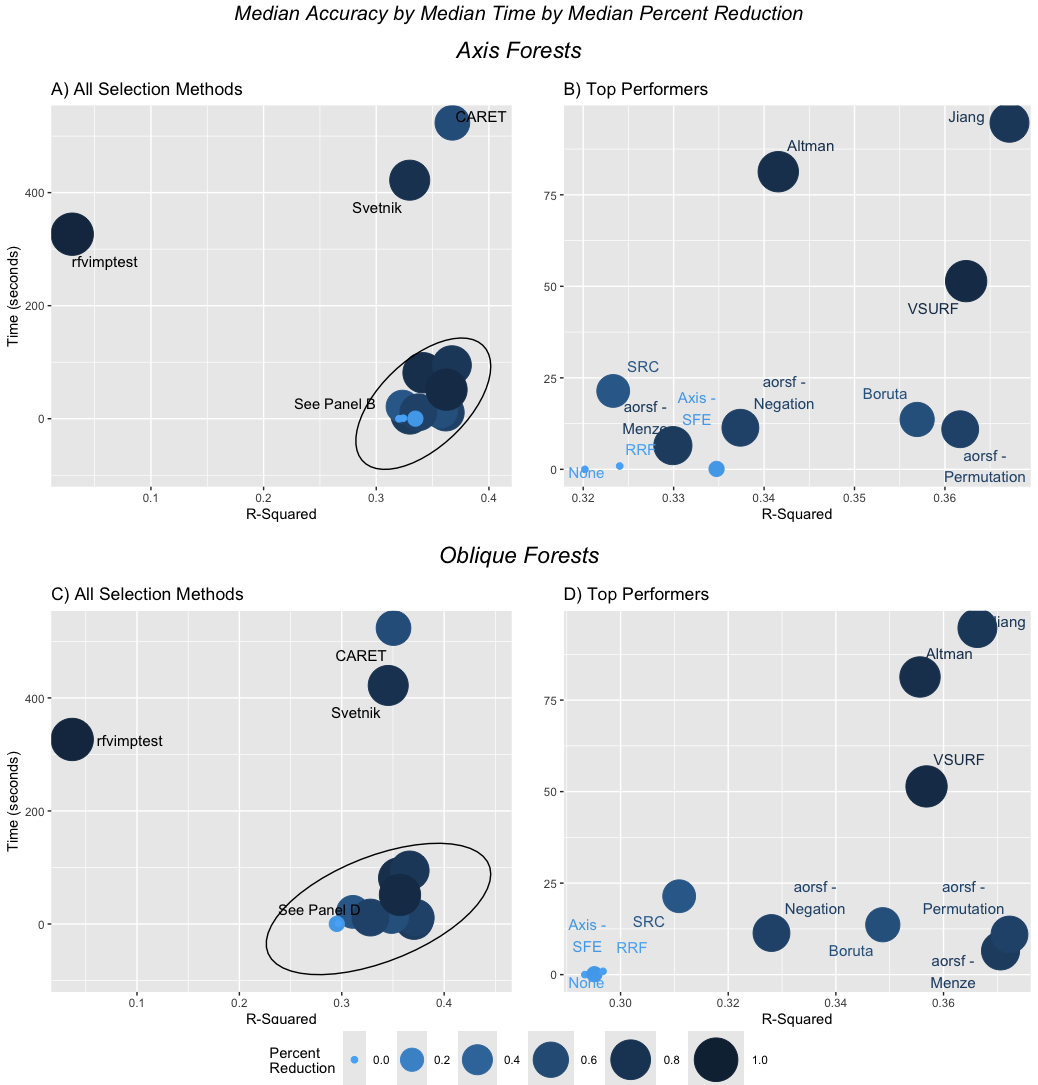 Median Accuracy by Median Time by Median Percent Reduction
Axis Forests
A) All Selection Methods
CARET
Svetnik
rfvimptest
See Panel B
400
200
0
Time (seconds)
0.1
0.2
0.3
0.4
R-Squared
B) Top Performers
Jiang
Altman
VSURF
SRC
aorsf -
Menze
Axis -
SFE
aorsf -
Negation
Boruta
RRF
None
aorsf -
Permutation
75
50
25
0
0.32
0.33
0.34
0.35
0.36
R-Squared
Oblique Forests
C) All Selection Methods
CARET
Svetnik
rfvimptest
See Panel D
400
200
0
Time (seconds)
0.1
0.2
0.3
0.4
R-Squared
D) Top Performers
Jiang
Altman
VSURF
aorsf -
Negation
aorsf -
Permutation
SRC
Axis -
SFE
RRF
Boruta
aorsf -
Menze
None
75
50
25
0
0.30
0.32
0.34
0.36
R-Squared
Percent
Reduction
0.0
0.2
0.4
0.6
0.8
1.0